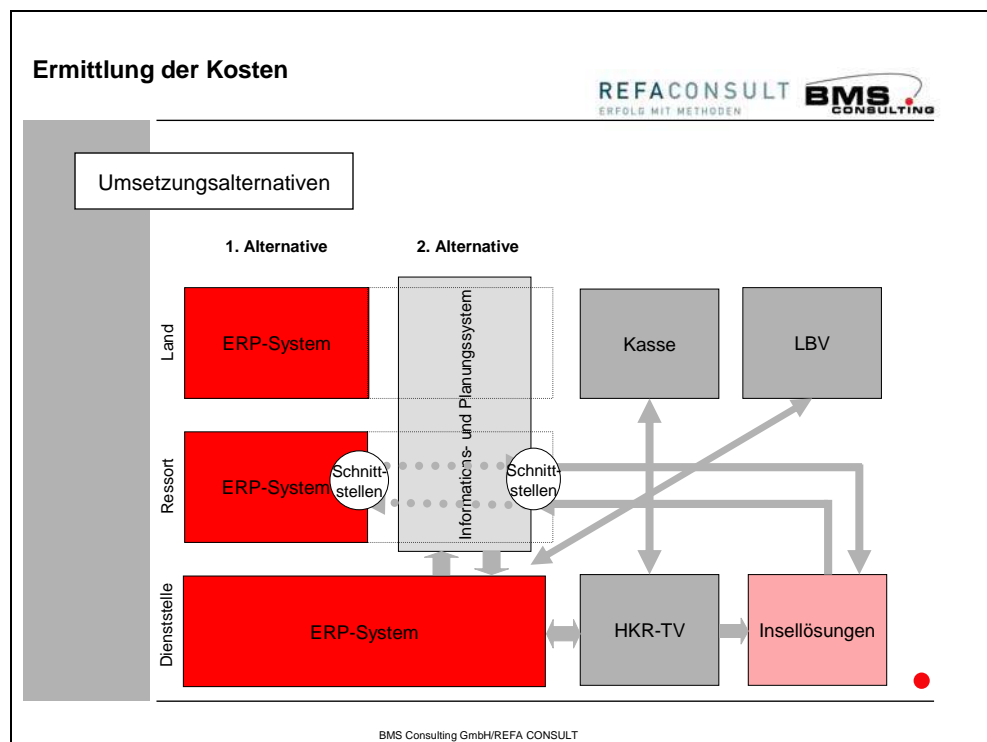 Ermittlung der Kosten
REFACONSULT
ERFOLG MIT METHODEN
BMS
CONSULTING
Umsetzungsalternativen
1. Alternative
2. Alternative
Land
ERP-System
Informations- und Planungssystem
Kasse
LBV
Ressort
ERP-System
Schnitt-
stellen
Schnitt-
stellen
Dienststelle
ERP-System
HKR-TV
Insellösungen
BMS Consulting GmbH/REFA CONSULT